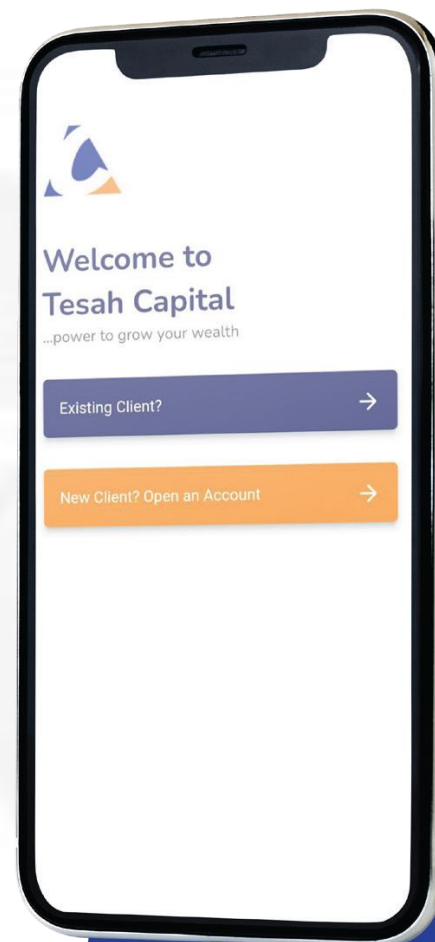 Welcome to
Tesah Capital
...power to grow your wealth
Existing Client?
New Client? Open an Account